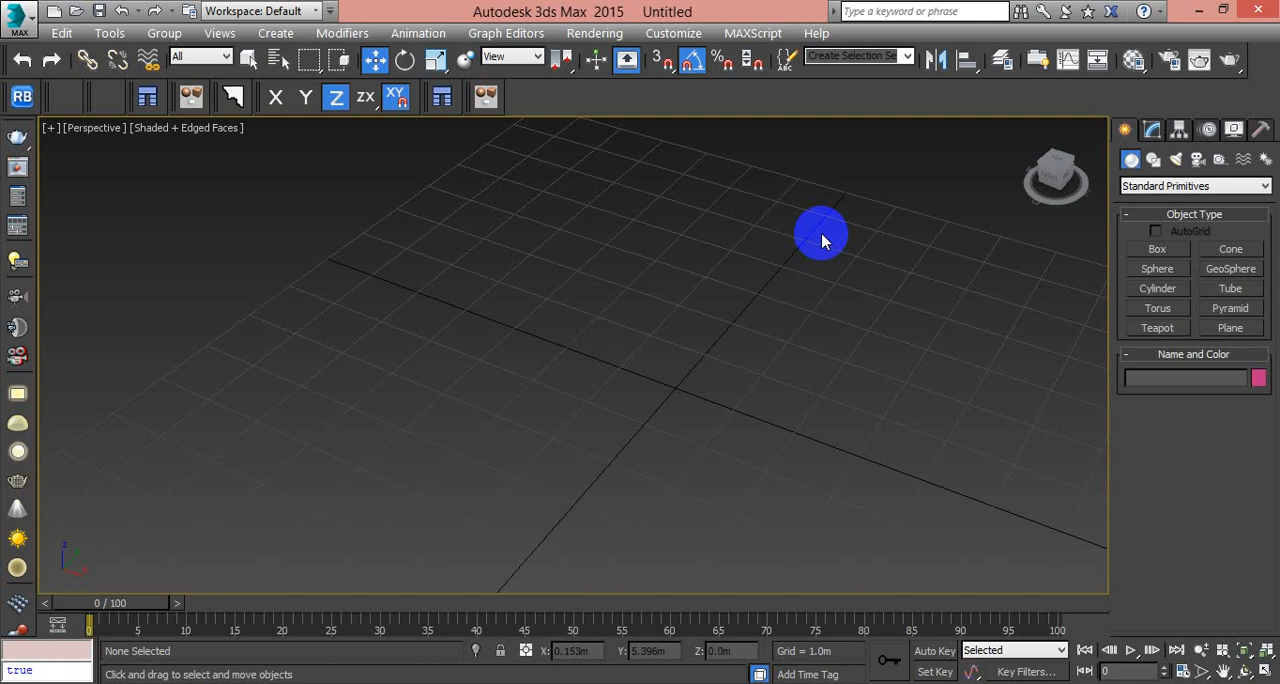 MAX
Workspace: Default
Autodesk 3ds Max 2015 Untitled
Type a keyword or phrase
Edit Tools Group Views Create Modifiers Animation Graph Editors Rendering Customize MAXScript Help
All
View
3
Create Selection Se
RB
X Y Z ZX XY
[+] [Perspective ] [Shaded + Edged Faces ]
Standard Primitives
- Object Type
AutoGrid
Box Cone
Sphere GeoSphere
Cylinder Tube
Torus Pyramid
Teapot Plane
- Name and Color
z
< 0 / 100 >
0 5 10 15 20 25 30 35 40 45 50 55 60 65 70 75 80 85 90 95 100
None Selected
X: 0.153m Y: 5.396m Z: 0.0m
Grid = 1.0m
Auto Key Selected
true
Click and drag to select and move objects
Add Time Tag
Set Key Key Filters...
0